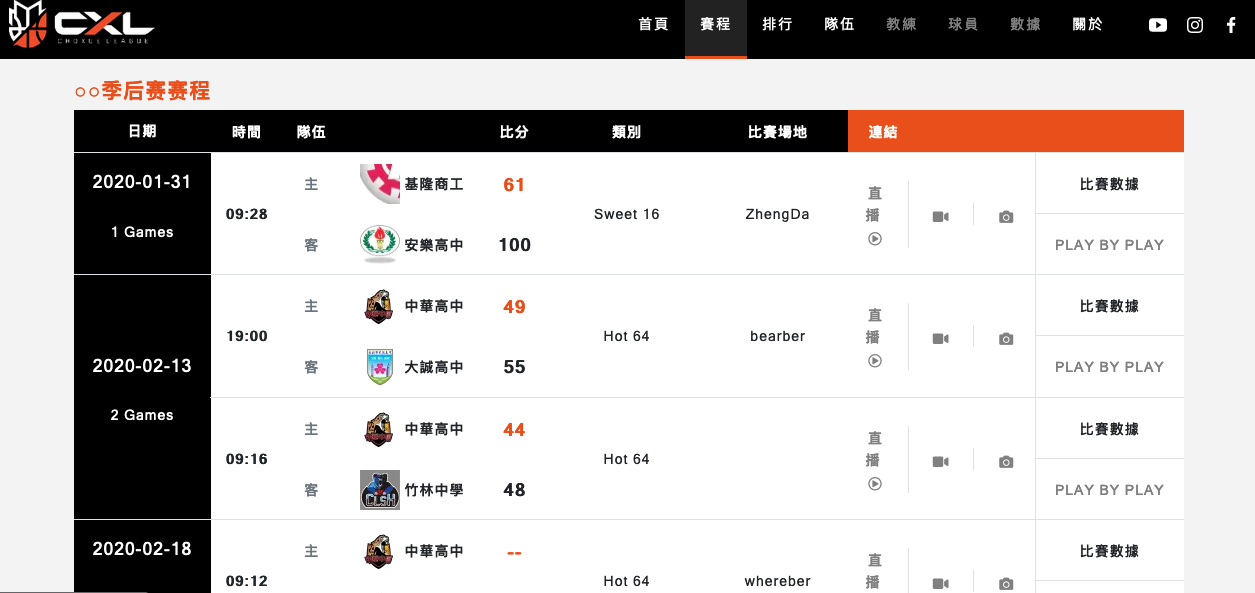 CXL
首頁 賽程 排行 隊伍 教練 球員 數據 關於
○○季后赛赛程
日期 時間 隊伍 比分 類別 比賽場地 連結
2020-01-31
1 Games
09:28
主 基隆商工 61
客 安樂高中 100
Sweet 16
ZhengDa
直
播
比賽數據
PLAY BY PLAY
2020-02-13
2 Games
19:00
主 中華高中 49
客 大誠高中 55
Hot 64
bearber
直
播
比賽數據
PLAY BY PLAY
09:16
主 中華高中 44
客 CLSH 竹林中學 48
Hot 64
直
播
比賽數據
PLAY BY PLAY
2020-02-18
09:12
主 中華高中 --
Hot 64
whereber
直
播
比賽數據